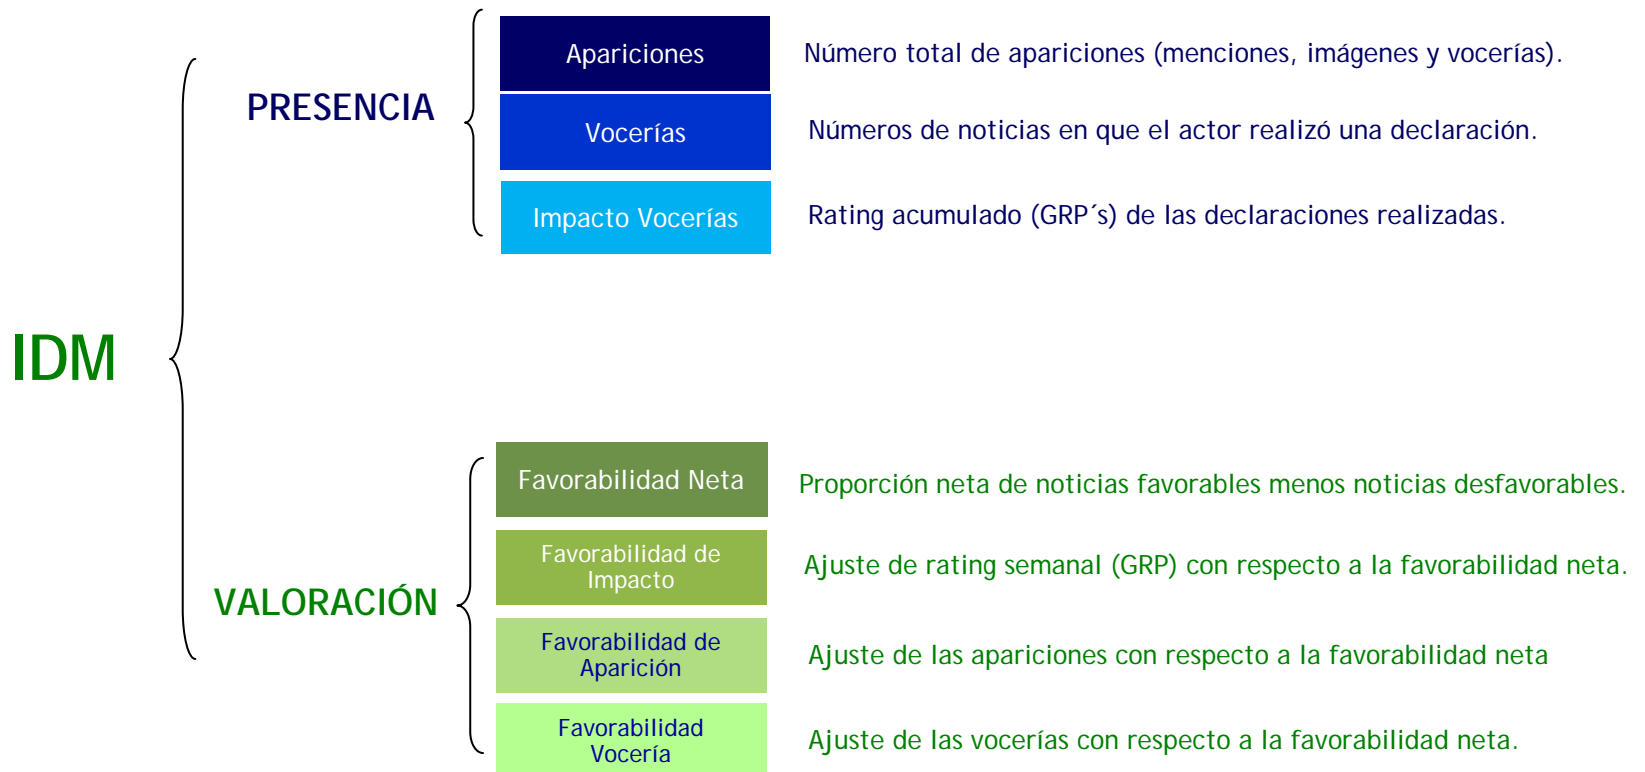 IDM
PRESENCIA
Apariciones
Número total de apariciones (menciones, imágenes y vocerías).
Vocerías
Números de noticias en que el actor realizó una declaración.
Impacto Vocerías
Rating acumulado (GRP´s) de las declaraciones realizadas.
VALORACIÓN
Favorabilidad Neta
Proporción neta de noticias favorables menos noticias desfavorables.
Favorabilidad de
Impacto
Ajuste de rating semanal (GRP) con respecto a la favorabilidad neta.
Favorabilidad de
Aparición
Ajuste de las apariciones con respecto a la favorabilidad neta
Favorabilidad
Vocería
Ajuste de las vocerías con respecto a la favorabilidad neta.